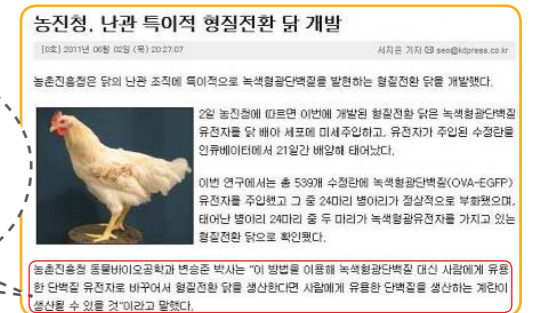 농진청, 난관 특이적 형질전환 닭 개발
[0호] 2011년 06월 02일 (목) 20:27:07
서지은 기자 seo@kdpress.co.kr
농촌진흥청은 닭의 난관 조직에 특이적으로 녹색형광단백질을 발현하는 형질전환 닭을 개발했다.
2일 농진청에 따르면 이번에 개발된 형질전환 닭은 녹색형광단백질
유전자를 닭 배아 세포에 미세주입하고, 유전자가 주입된 수정란을
인큐베이터에서 21일간 배양해 태어났다.
이번 연구에서는 총 539개 수정란에 녹색형광단백질(OVA-EGFP)
유전자를 주입했고 그 중 24마리 병아리가 정상적으로 부화됐으며,
태어난 병아리 24마리 중 두 마리가 녹색형광유전자를 가지고 있는
형질전환 닭으로 확인됐다.
농촌진흥청 동물바이오공학과 변승준 박사는 "이 방법을 이용해 녹색형광단백질 대신 사람에게 유용
한 단백질 유전자로 바꾸어서 형질전환 닭을 생산한다면 사람에게 유용한 단백질을 생산하는 계란이
생산될 수 있을 것"이라고 말했다.